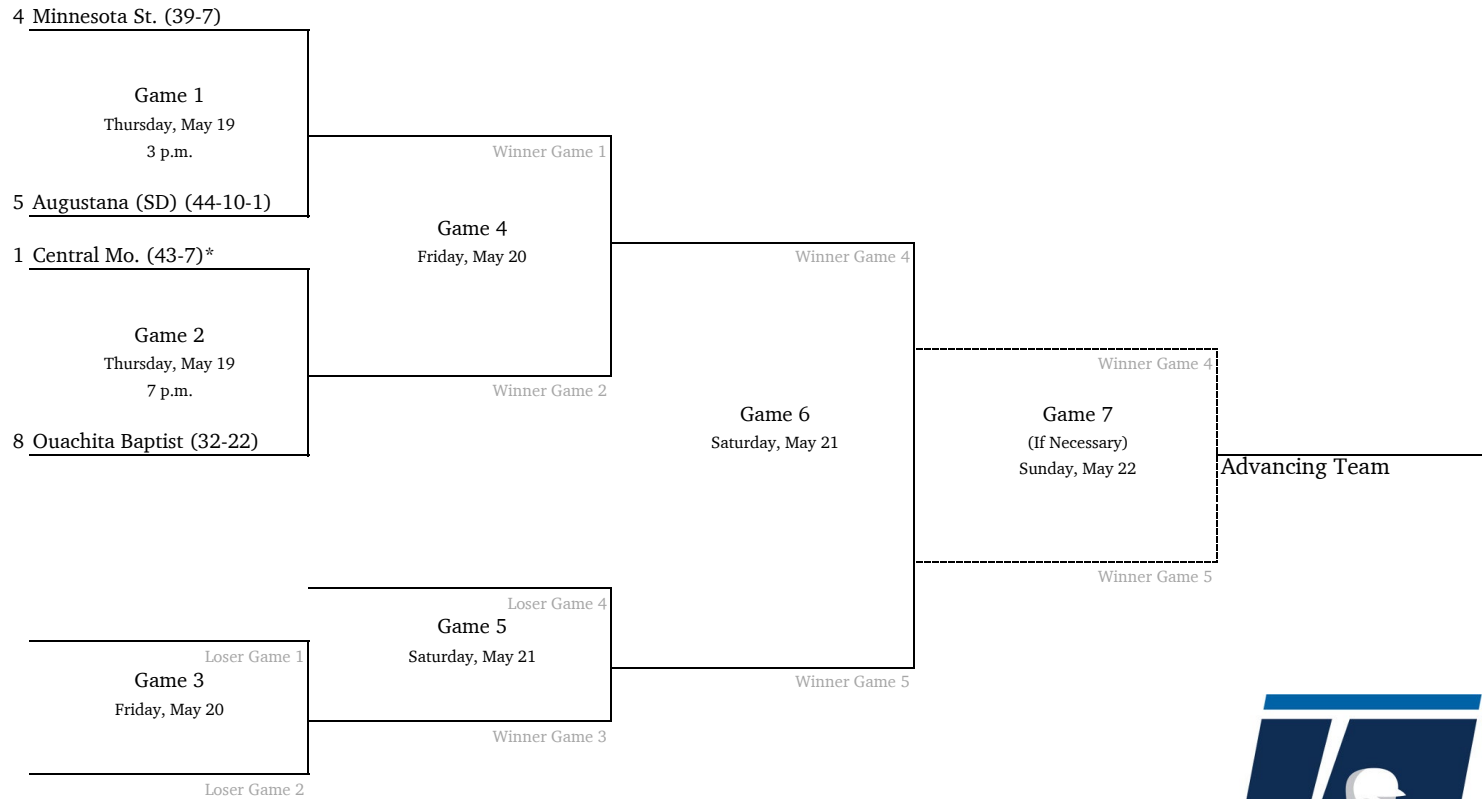 4 Minnesota St. (39-7)
Game 1
Thursday, May 19
3 p.m.
5 Augustana (SD) (44-10-1)
1 Central Mo. (43-7)*
Game 2
Thursday, May 19
7 p.m.
8 Ouachita Baptist (32-22)
Winner Game 1
Game 4
Friday, May 20
Winner Game 2
Winner Game 4
Game 6
Saturday, May 21
Winner Game 5
Winner Game 4
Game 7
(If Necessary)
Sunday, May 22
Winner Game 5
Advancing Team
Loser Game 1
Game 3
Friday, May 20
Loser Game 2
Loser Game 4
Game 5
Saturday, May 21
Winner Game 3